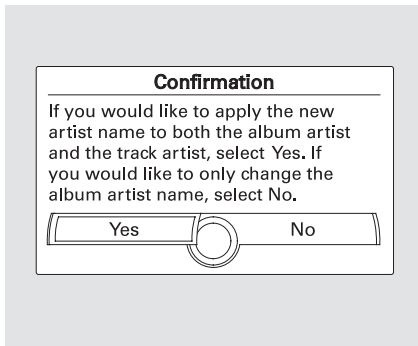 Confirmation
If you would like to apply the new
artist name to both the album artist
and the track artist, select Yes. If
you would like to only change the
album artist name, select No.
Yes
No